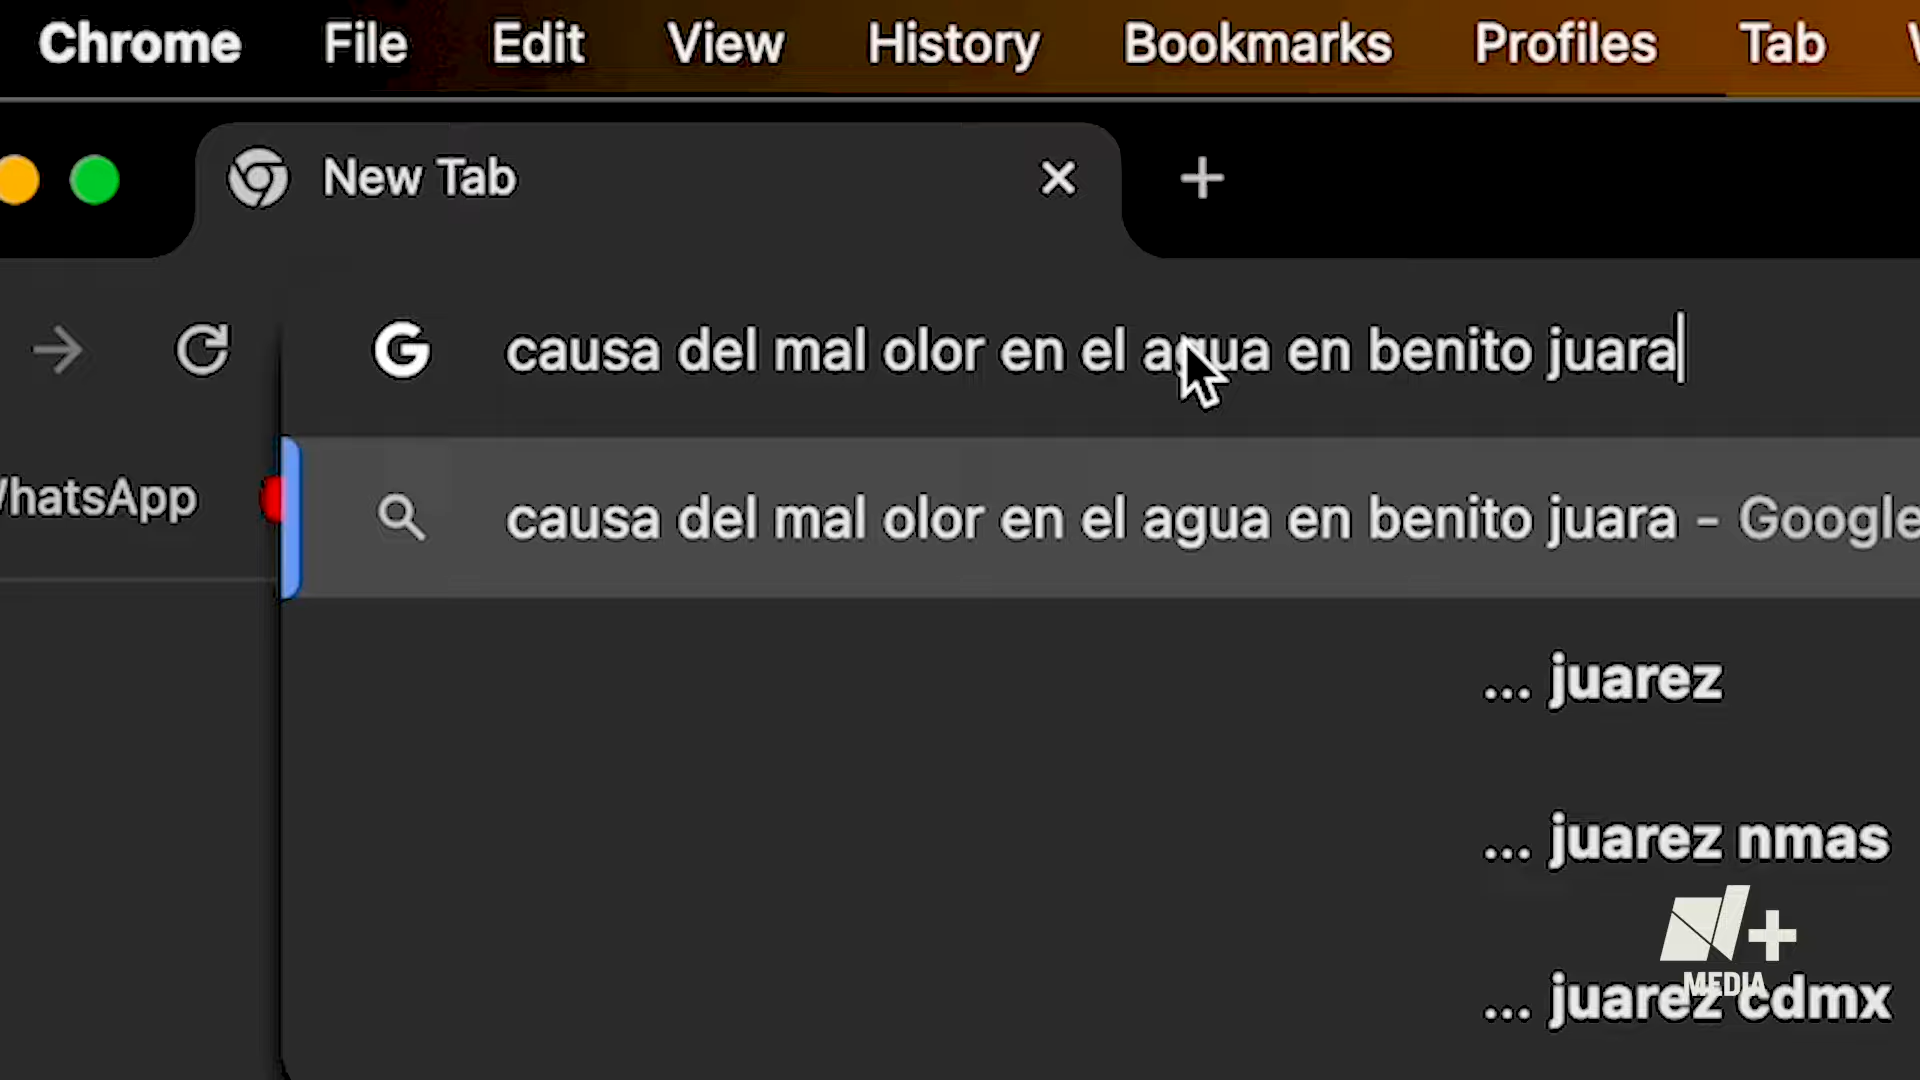 Chrome File Edit View History Bookmarks Profiles Tab
New Tab
causa del mal olor en el agua en benito juara
WhatsApp
causa del mal olor en el agua en benito juara - Google
... juarez
... juarez nmas
... juarez cdmx
N+
MEDIA